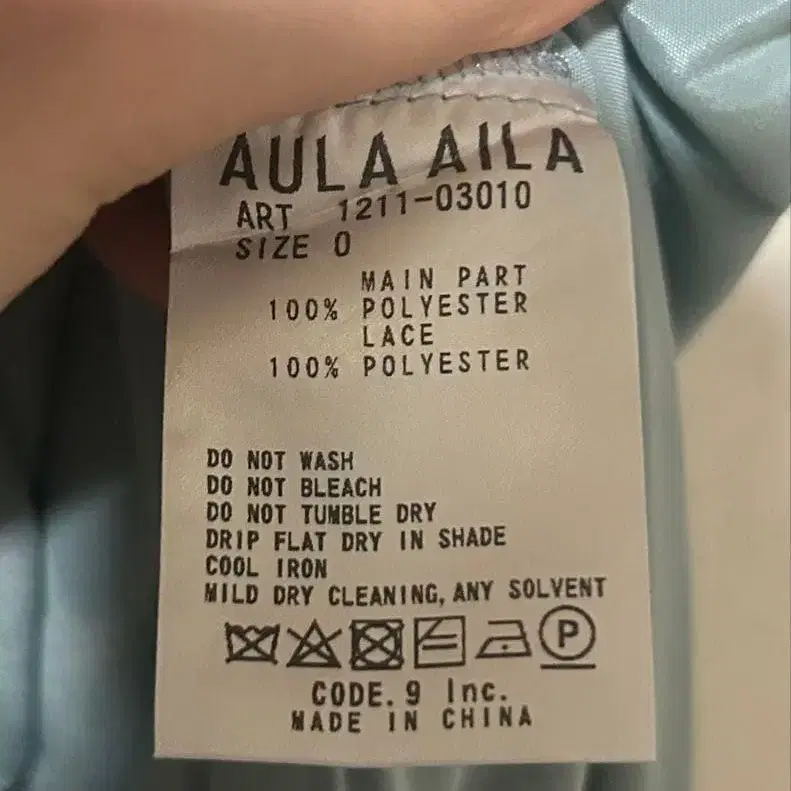 AULA AILA
ART 1211-03010
SIZE 0
MAIN PART
100% POLYESTER
LACE
100% POLYESTER
DO NOT WASH
DO NOT BLEACH
DO NOT TUMBLE DRY
DRIP FLAT DRY IN SHADE
COOL IRON
MILD DRY CLEANING, ANY SOLVENT
P
CODE.9 Inc.
MADE IN CHINA